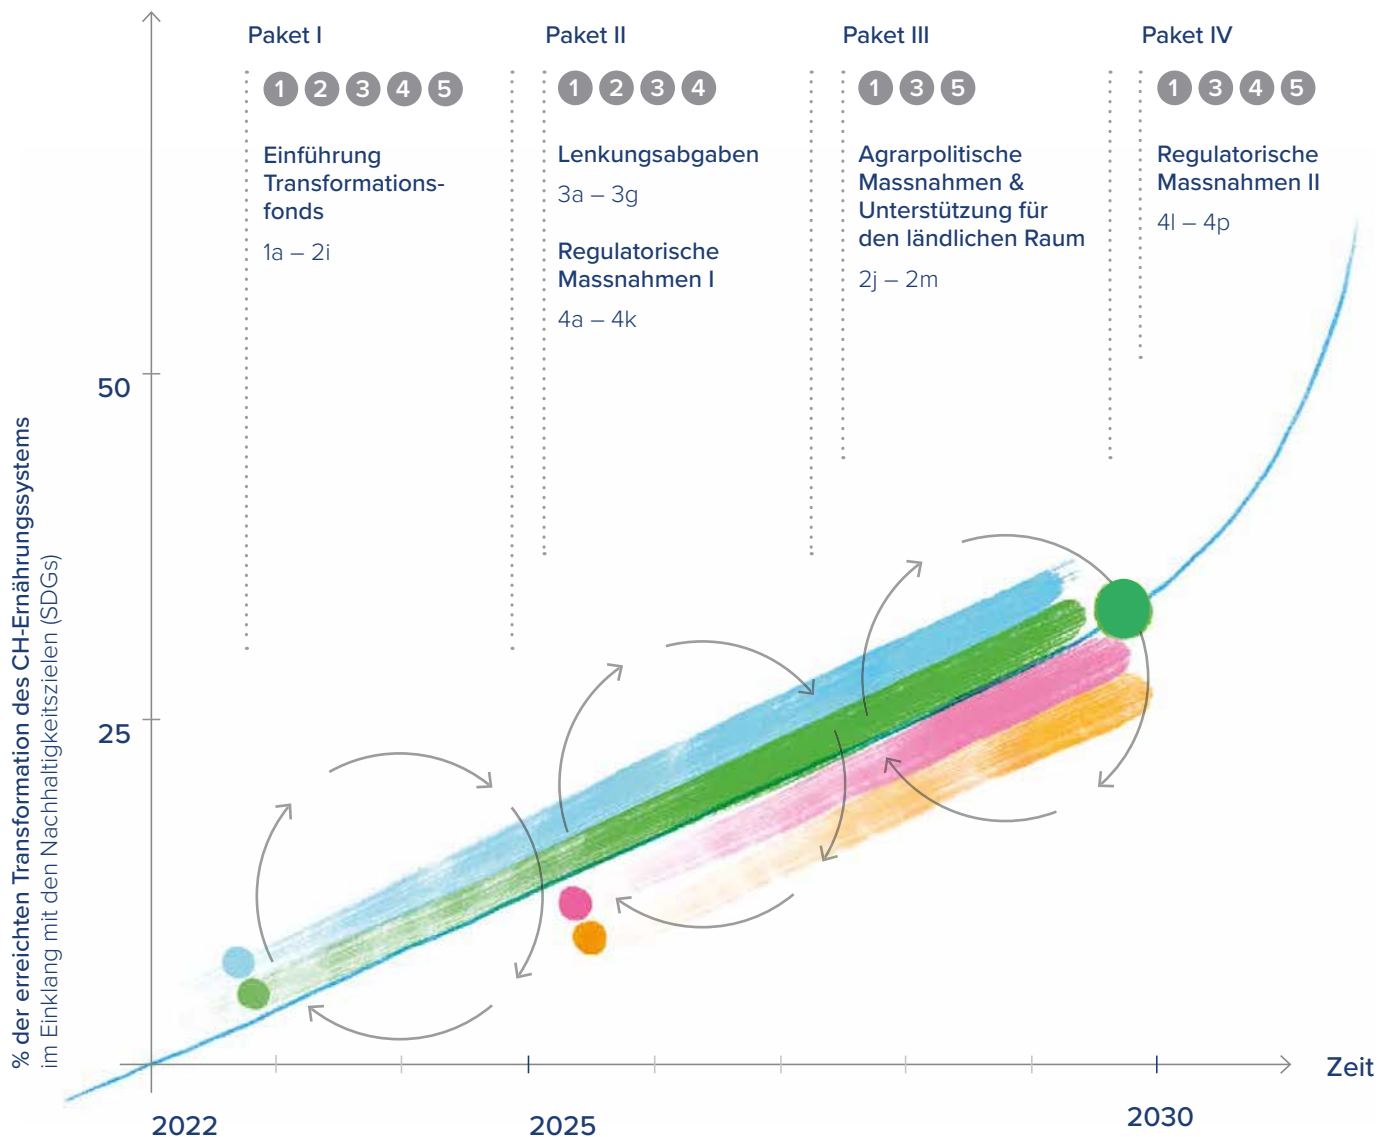 Paket I
1 2 3 4 5
Einführung
Transformations-
fonds
1a – 2i
Paket II
1 2 3 4
Lenkungsabgaben
3a – 3g
Regulatorische
Massnahmen I
4a – 4k
Paket III
1 3 5
Agrarpolitische
Massnahmen &
Unterstützung für
den ländlichen Raum
2j – 2m
Paket IV
1 3 4 5
Regulatorische
Massnahmen II
4l – 4p
% der erreichten Transformation des CH-Ernährungssystems
im Einklang mit den Nachhaltigkeitszielen (SDGs)
50
25
Zeit
2022
2025
2030